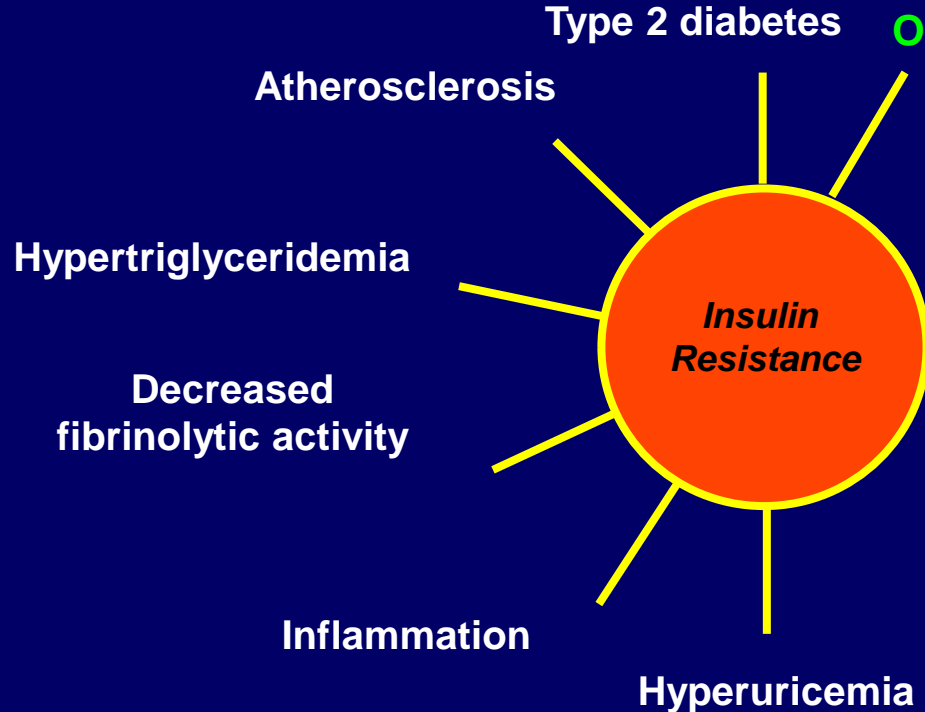 Type 2 diabetes
O
Atherosclerosis
Hypertriglyceridemia
Insulin
Resistance
Decreased
fibrinolytic activity
Inflammation
Hyperuricemia